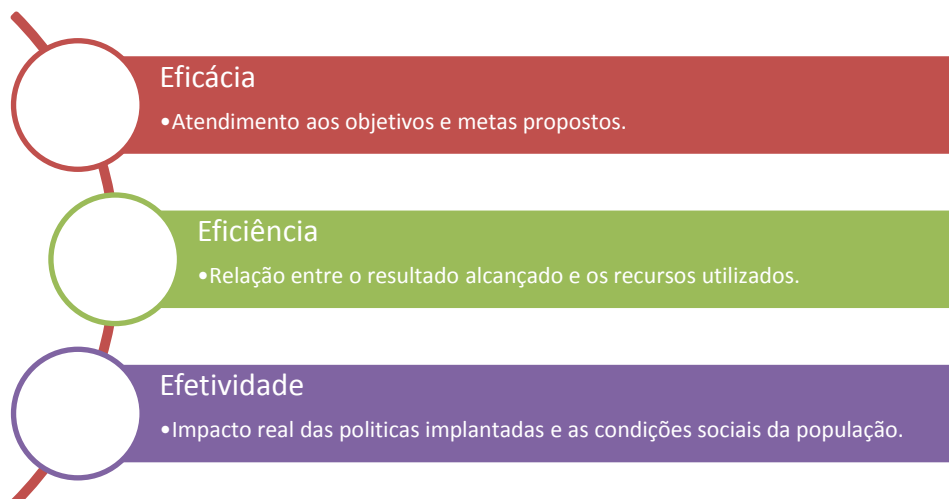 Eficácia
•Atendimento aos objetivos e metas propostos.
Eficiência
•Relação entre o resultado alcançado e os recursos utilizados.
Efetividade
•Impacto real das politicas implantadas e as condições sociais da população.